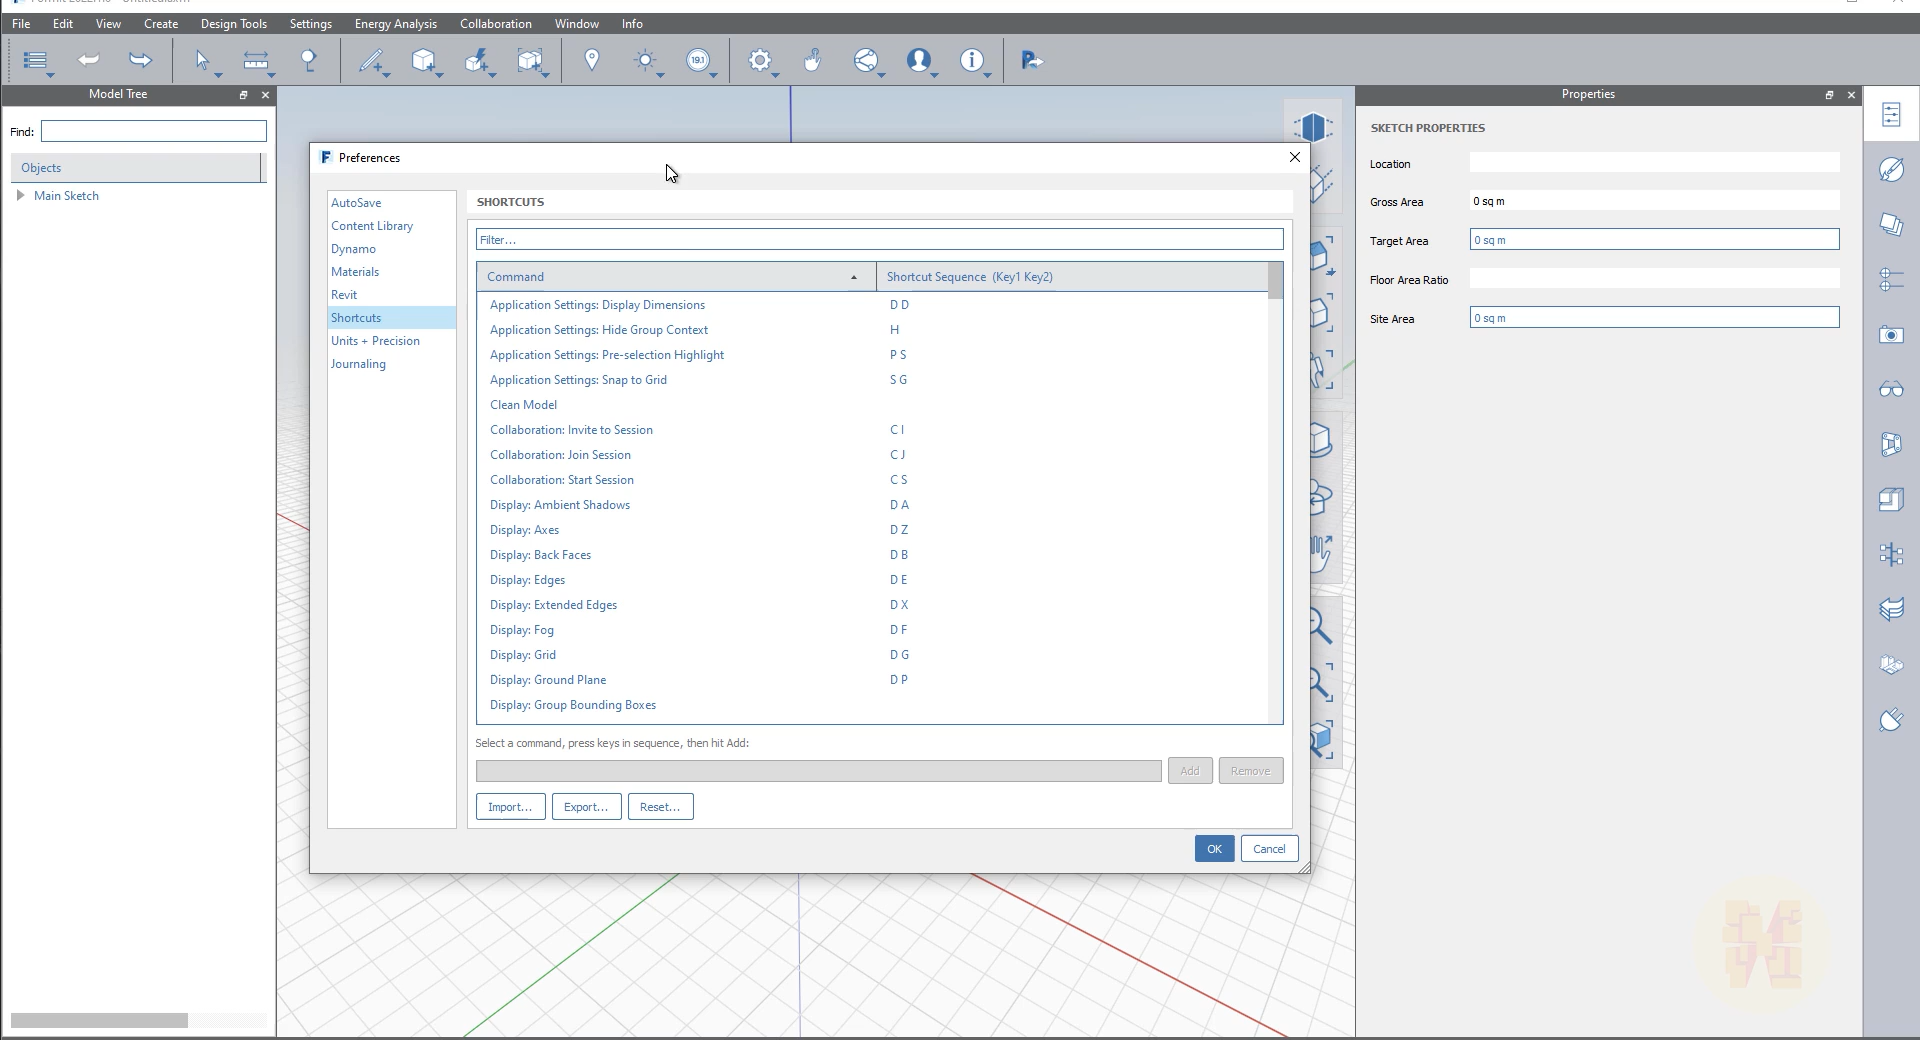 File Edit View Create Design Tools Settings Energy Analysis Collaboration Window Info
19.1
Model Tree
Find:
Objects
Main Sketch
Preferences
AutoSave
Content Library
Dynamo
Materials
Revit
Shortcuts
Units + Precision
Journaling
SHORTCUTS
Filter...
Command Shortcut Sequence (Key1 Key2)
Application Settings: Display Dimensions D D
Application Settings: Hide Group Context H
Application Settings: Pre-selection Highlight P S
Application Settings: Snap to Grid S G
Clean Model
Collaboration: Invite to Session C I
Collaboration: Join Session C J
Collaboration: Start Session C S
Display: Ambient Shadows D A
Display: Axes D Z
Display: Back Faces D B
Display: Edges D E
Display: Extended Edges D X
Display: Fog D F
Display: Grid D G
Display: Ground Plane D P
Display: Group Bounding Boxes
Select a command, press keys in sequence, then hit Add:
Add Remove
Import... Export... Reset...
OK Cancel
Properties
SKETCH PROPERTIES
Location
Gross Area 0 sq m
Target Area 0 sq m
Floor Area Ratio
Site Area 0 sq m